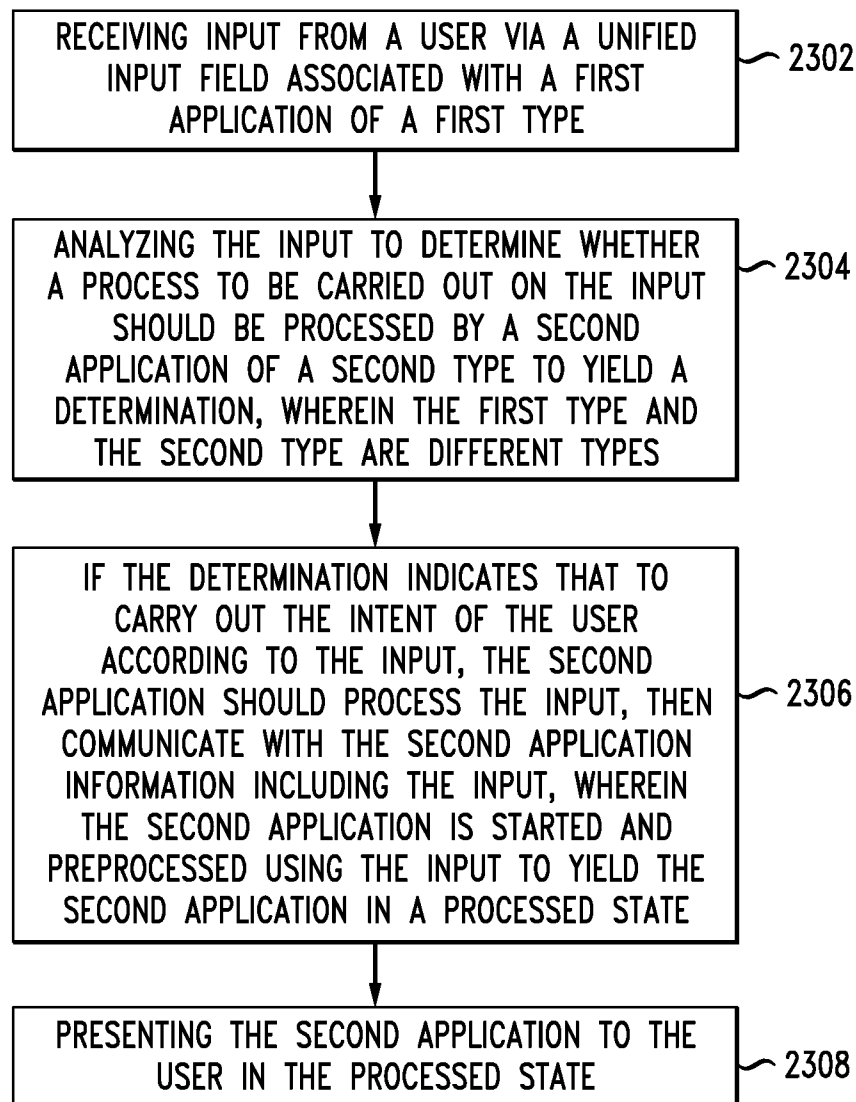 RECEIVING INPUT FROM A USER VIA A UNIFIED
INPUT FIELD ASSOCIATED WITH A FIRST
APPLICATION OF A FIRST TYPE
2302
ANALYZING THE INPUT TO DETERMINE WHETHER
A PROCESS TO BE CARRIED OUT ON THE INPUT
SHOULD BE PROCESSED BY A SECOND
APPLICATION OF A SECOND TYPE TO YIELD A
DETERMINATION, WHEREIN THE FIRST TYPE AND
THE SECOND TYPE ARE DIFFERENT TYPES
2304
IF THE DETERMINATION INDICATES THAT TO
CARRY OUT THE INTENT OF THE USER
ACCORDING TO THE INPUT, THE SECOND
APPLICATION SHOULD PROCESS THE INPUT, THEN
COMMUNICATE WITH THE SECOND APPLICATION
INFORMATION INCLUDING THE INPUT, WHEREIN
THE SECOND APPLICATION IS STARTED AND
PREPROCESSED USING THE INPUT TO YIELD THE
SECOND APPLICATION IN A PROCESSED STATE
2306
PRESENTING THE SECOND APPLICATION TO THE
USER IN THE PROCESSED STATE
2308